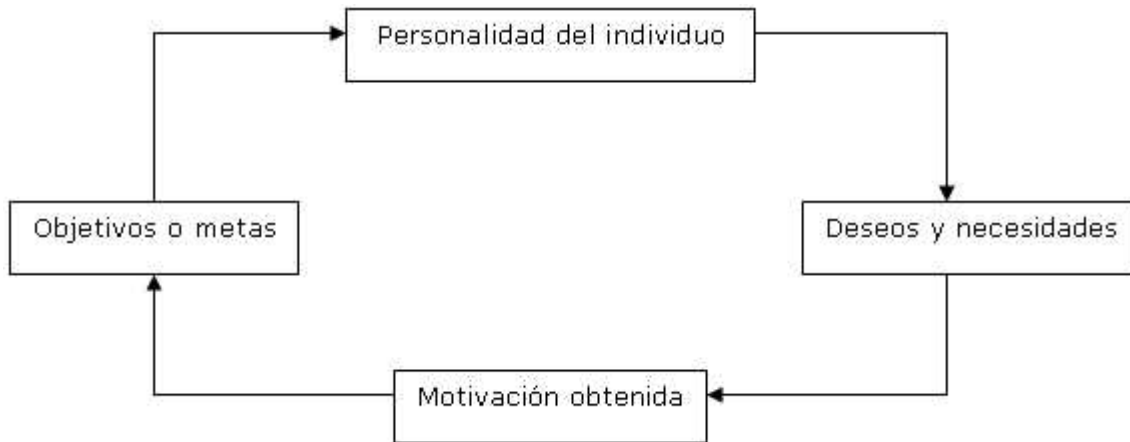 Personalidad del individuo
Objetivos o metas
Deseos y necesidades
Motivación obtenida